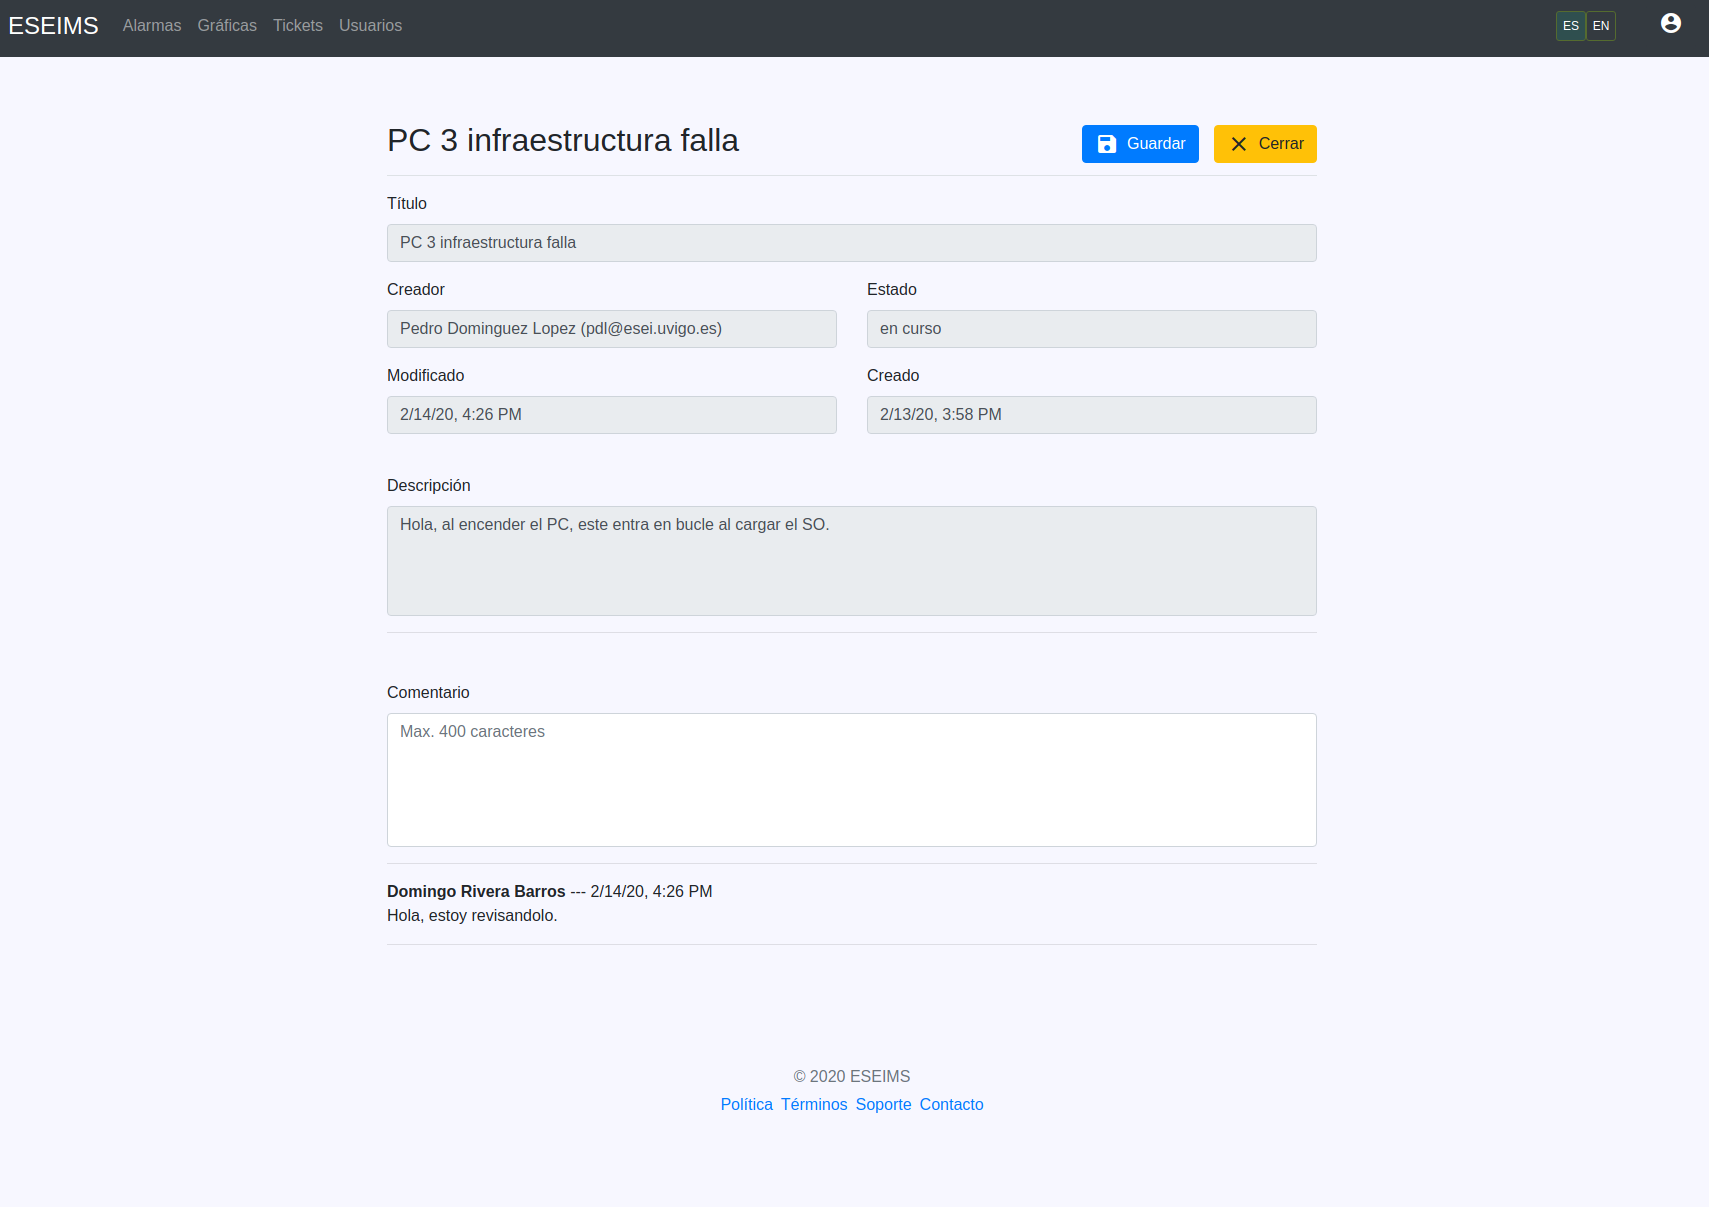 ESEIMS Alarmas Gráficas Tickets Usuarios ES EN
PC 3 infraestructura falla Guardar Cerrar
Título
PC 3 infraestructura falla
Creador Estado
Pedro Dominguez Lopez (pdl@esei.uvigo.es) en curso
Modificado Creado
2/14/20, 4:26 PM 2/13/20, 3:58 PM
Descripción
Hola, al encender el PC, este entra en bucle al cargar el SO.
Comentario
Max. 400 caracteres
Domingo Rivera Barros --- 2/14/20, 4:26 PM
Hola, estoy revisandolo.
© 2020 ESEIMS
Política Términos Soporte Contacto